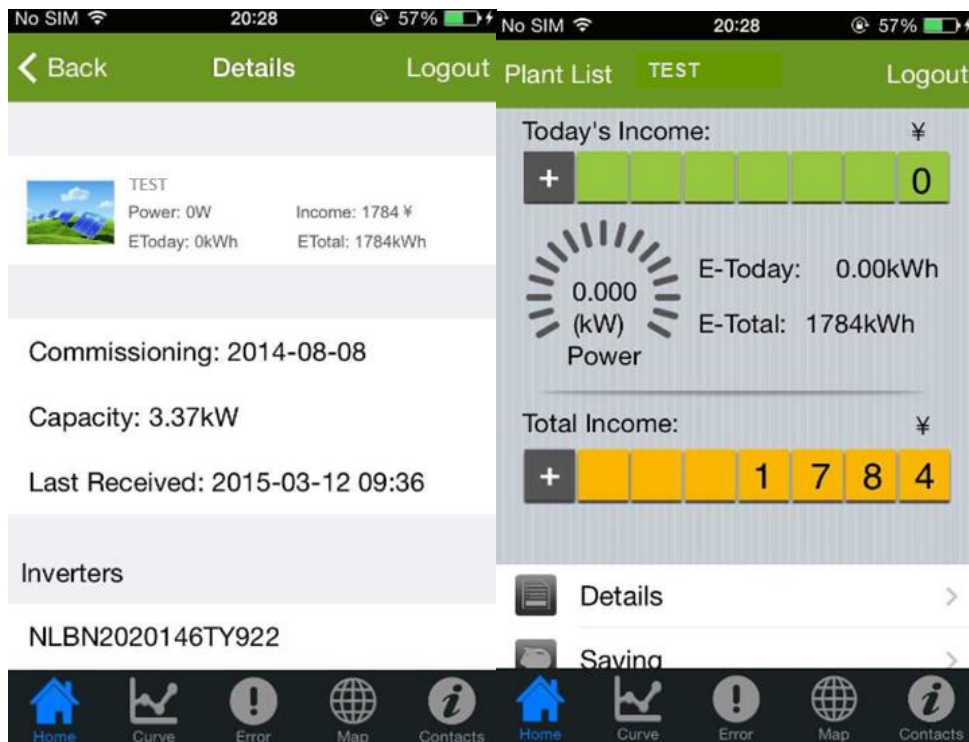 No SIM 20:28 57%
Back Details Logout
TEST
Power: 0W Income: 1784 ¥
EToday: 0kWh ETotal: 1784kWh
Commissioning: 2014-08-08
Capacity: 3.37kW
Last Received: 2015-03-12 09:36
Inverters
NLBN2020146TY922
Home Curve Error Map Contacts
No SIM 20:28 57%
Plant List TEST Logout
Today's Income: ¥
+ 0
0.000
(kW)
Power
E-Today: 0.00kWh
E-Total: 1784kWh
Total Income: ¥
+ 1 7 8 4
Details
Saving
Home Curve Error Map Contacts